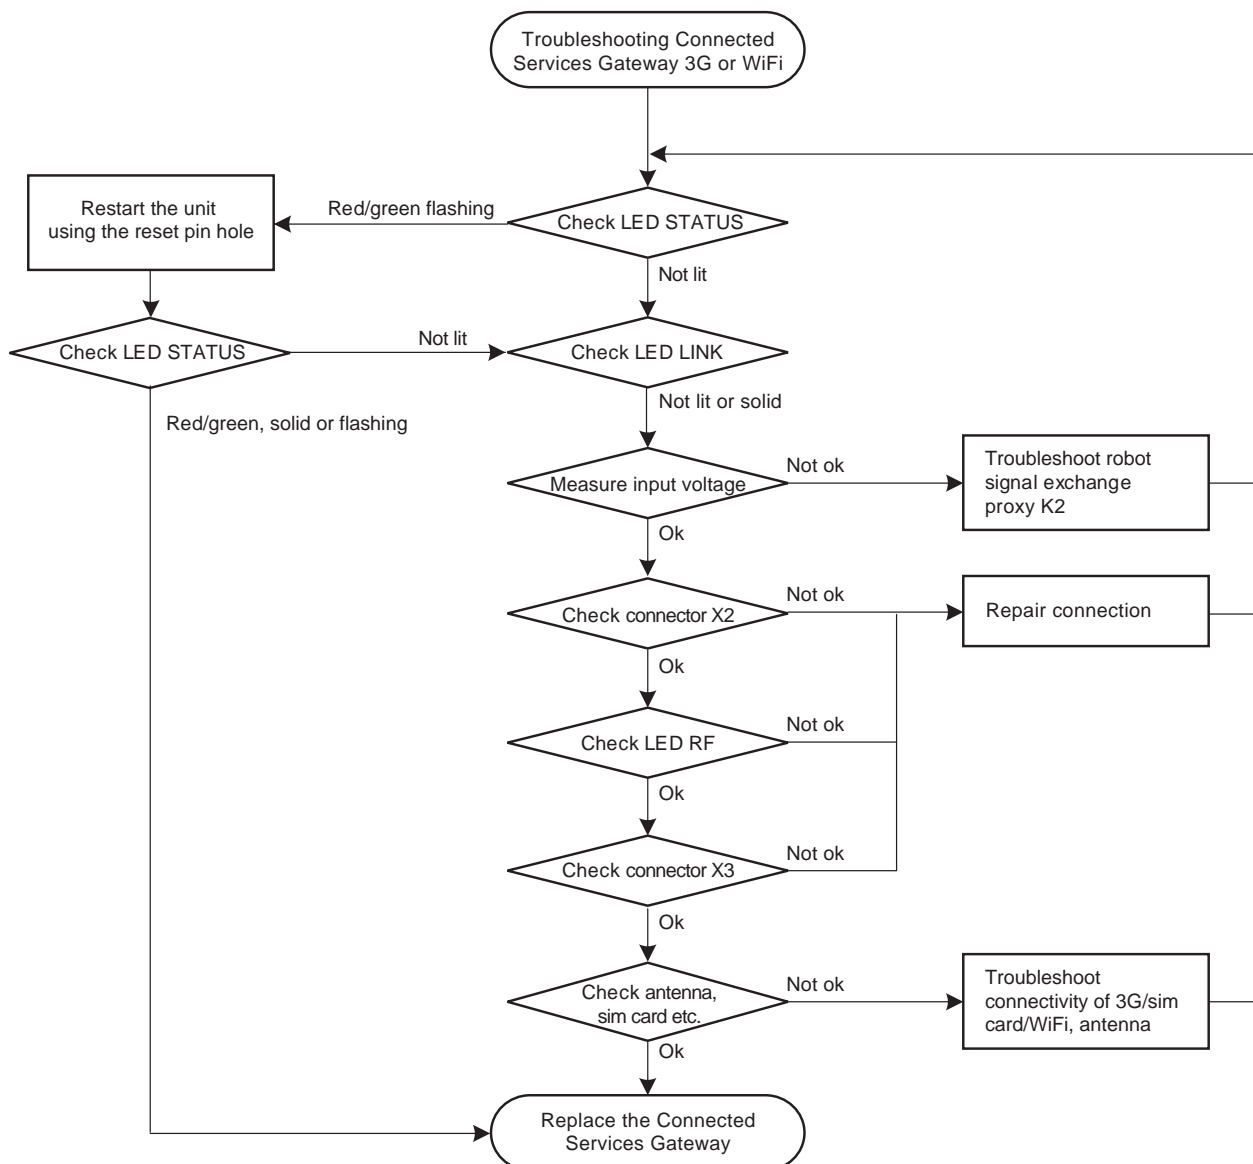 Troubleshooting Connected
Services Gateway 3G or WiFi
Restart the unit
using the reset pin hole
Red/green flashing
Check LED STATUS
Not lit
Check LED STATUS
Not lit
Check LED LINK
Red/green, solid or flashing
Not lit or solid
Measure input voltage
Not ok
Troubleshoot robot
signal exchange
proxy K2
Ok
Check connector X2
Not ok
Repair connection
Ok
Check LED RF
Not ok
Ok
Check connector X3
Not ok
Ok
Check antenna,
sim card etc.
Not ok
Troubleshoot
connectivity of 3G/sim
card/WiFi, antenna
Ok
Replace the Connected
Services Gateway